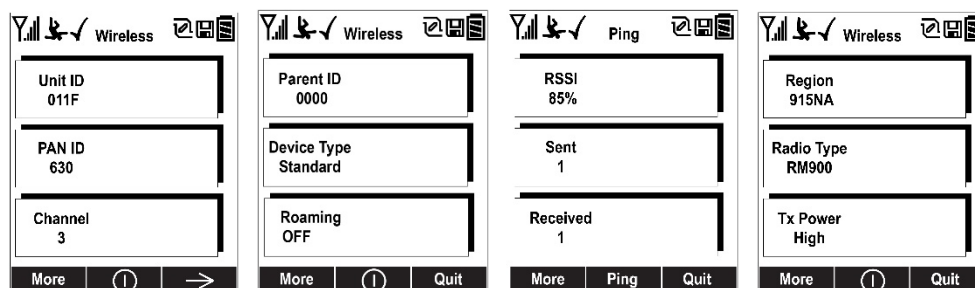 Wireless
Unit ID
011F
PAN ID
630
Channel
3
More
Wireless
Parent ID
0000
Device Type
Standard
Roaming
OFF
More Quit
Ping
RSSI
85%
Sent
1
Received
1
More Ping Quit
Wireless
Region
915NA
Radio Type
RM900
Tx Power
High
More Quit